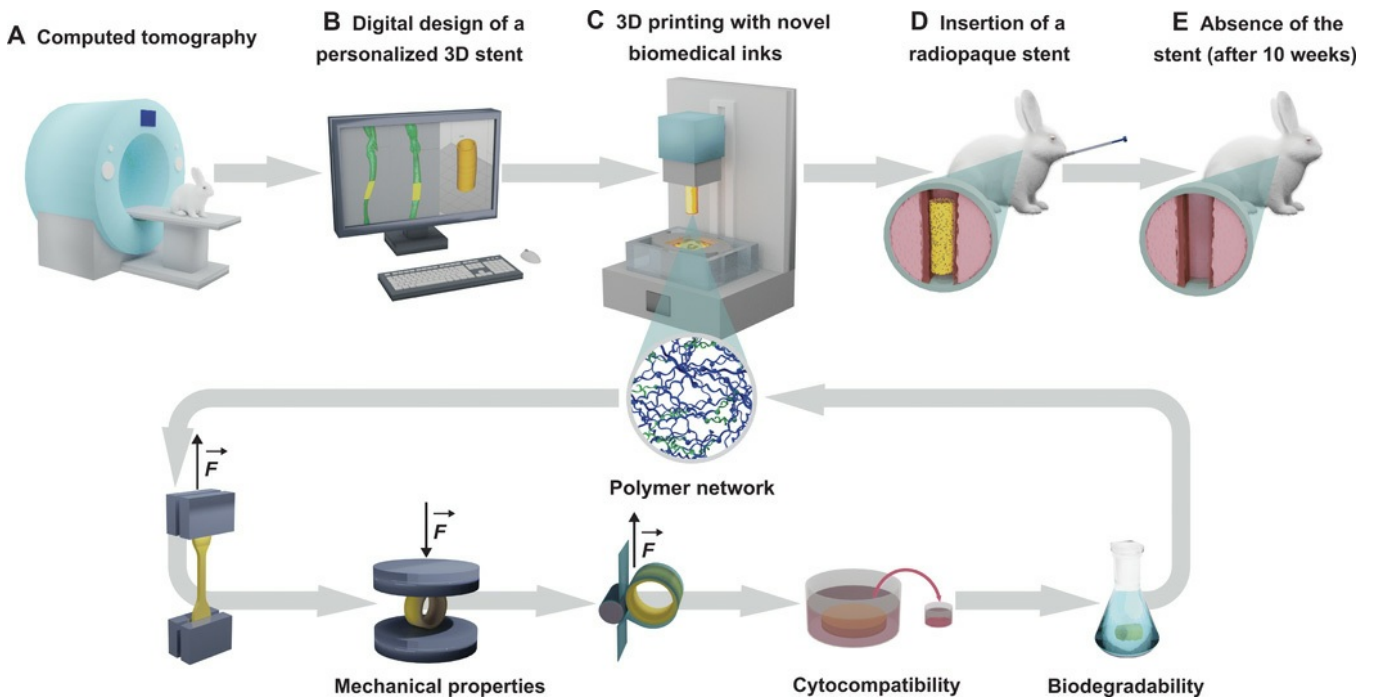 A Computed tomography
B Digital design of a
personalized 3D stent
C 3D printing with novel
biomedical inks
D Insertion of a
radiopaque stent
E Absence of the
stent (after 10 weeks)
F
F
Polymer network
F
Mechanical properties
Cytocompatibility
Biodegradability